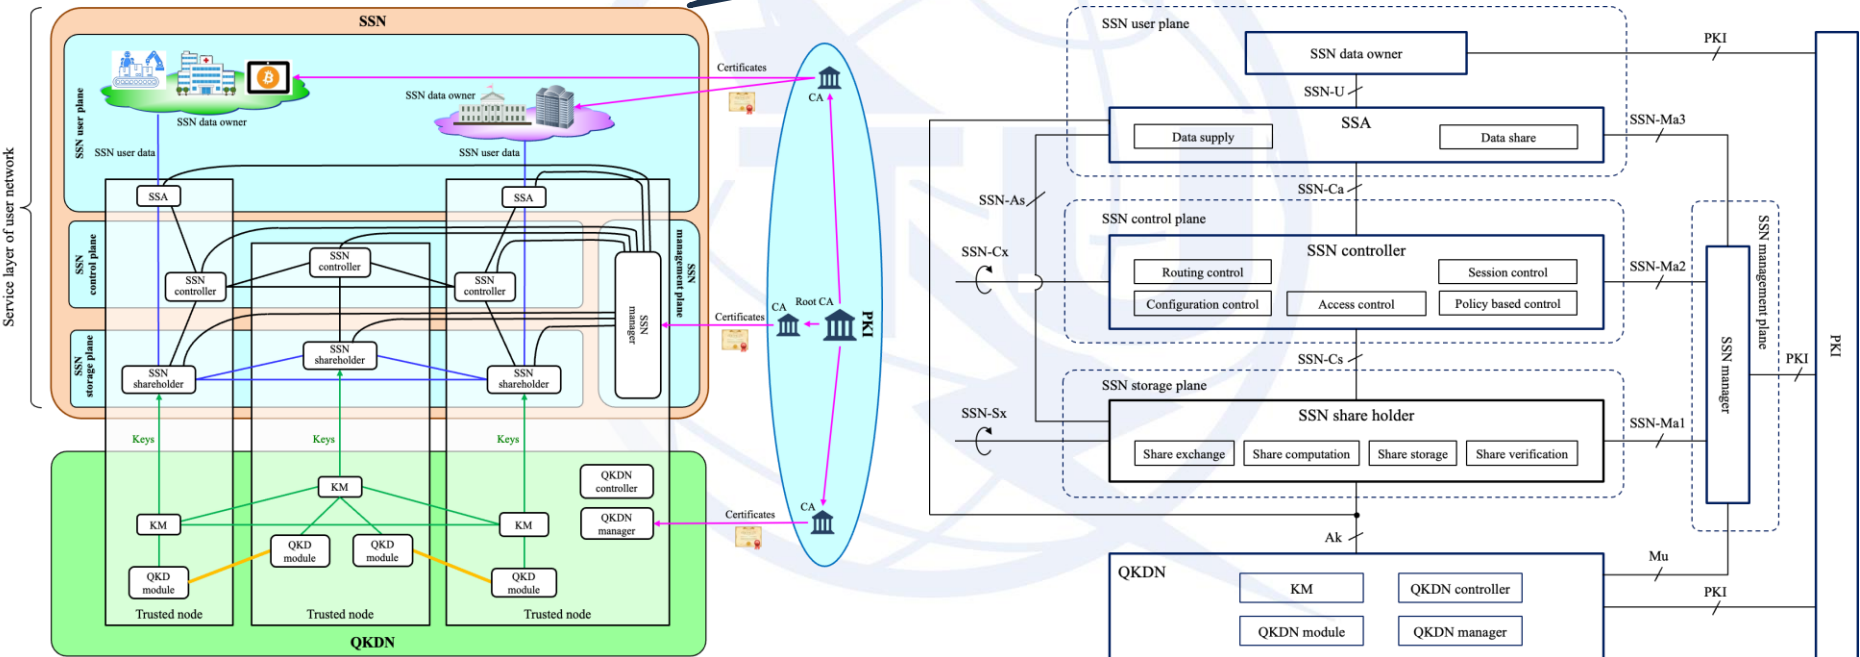 SSN
Service layer of user network
SSN user plane
SSN data owner
SSN data owner
SSN user data
SSN user data
SSA
SSA
SSN
control plane
SSN
controller
SSN
controller
SSN
controller
SSN
management plane
SSN
manager
SSN
storage plane
SSN
shareholder
SSN
shareholder
SSN
shareholder
Keys
Keys
Keys
KM
KM
KM
QKDN
controller
QKDN
manager
QKD
module
QKD
module
QKD
module
QKD
module
Trusted node
Trusted node
Trusted node
QKDN
Certificates
CA
Certificates
CA
Root CA
PKI
Certificates
CA
SSN user plane
SSN data owner
PKI
SSN-U
SSA
Data supply
Data share
SSN-Ma3
SSN-As
SSN-Ca
SSN control plane
SSN controller
SSN-Cx
Routing control
Session control
Configuration control
Access control
Policy based control
SSN-Ma2
SSN management plane
SSN manager
PKI
PKI
SSN-Cs
SSN storage plane
SSN share holder
SSN-Sx
Share exchange
Share computation
Share storage
Share verification
SSN-Ma1
Ak
QKDN
KM
QKDN controller
QKDN module
QKDN manager
Mu
PKI
TU